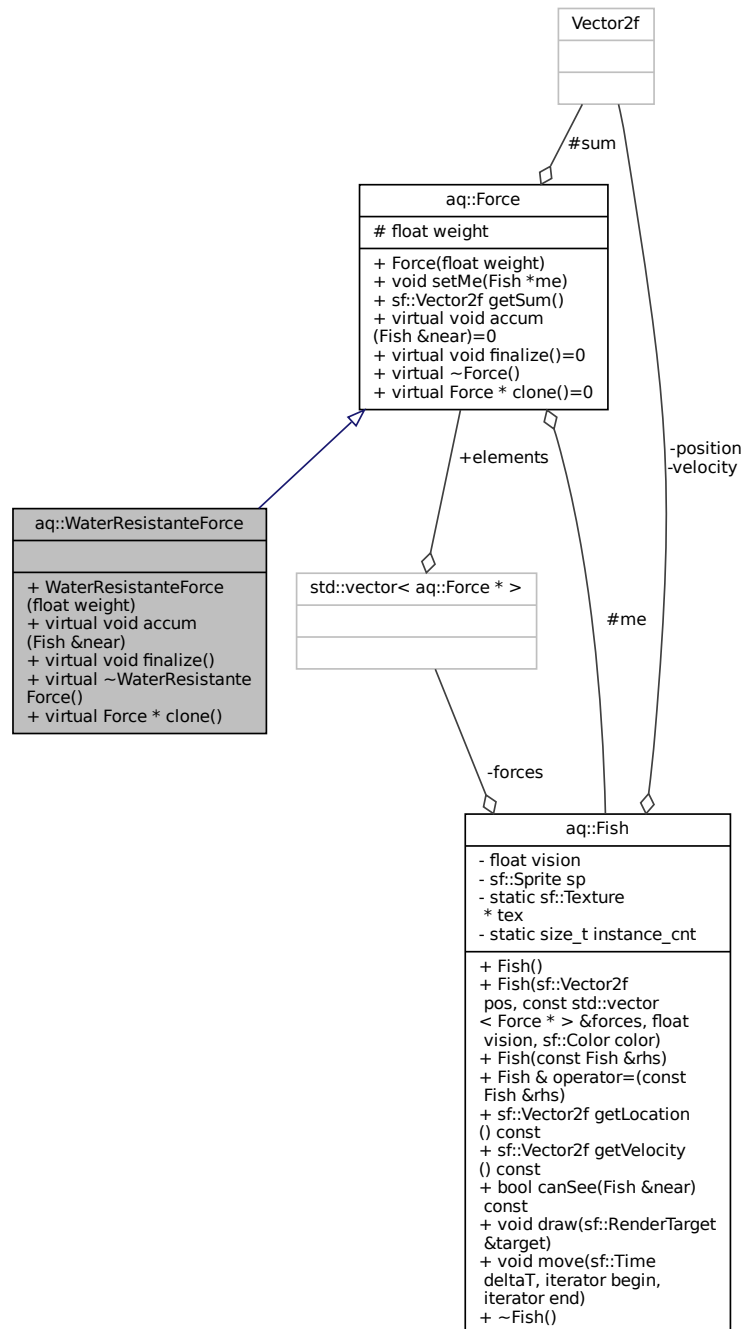 Vector2f
#sum
aq::Force
# float weight
+ Force(float weight)
+ void setMe(Fish *me)
+ sf::Vector2f getSum()
+ virtual void accum
(Fish &near)=0
+ virtual void finalize()=0
+ virtual ~Force()
+ virtual Force * clone()=0
-position
-velocity
+elements
aq::WaterResistanteForce
+ WaterResistanteForce
(float weight)
+ virtual void accum
(Fish &near)
+ virtual void finalize()
+ virtual ~WaterResistante
Force()
+ virtual Force * clone()
std::vector< aq::Force * >
#me
-forces
aq::Fish
- float vision
- sf::Sprite sp
- static sf::Texture
* tex
- static size_t instance_cnt
+ Fish()
+ Fish(sf::Vector2f
pos, const std::vector
< Force * > &forces, float
vision, sf::Color color)
+ Fish(const Fish &rhs)
+ Fish & operator=(const
Fish &rhs)
+ sf::Vector2f getLocation
() const
+ sf::Vector2f getVelocity
() const
+ bool canSee(Fish &near)
const
+ void draw(sf::RenderTarget
&target)
+ void move(sf::Time
deltaT, iterator begin,
iterator end)
+ ~Fish()